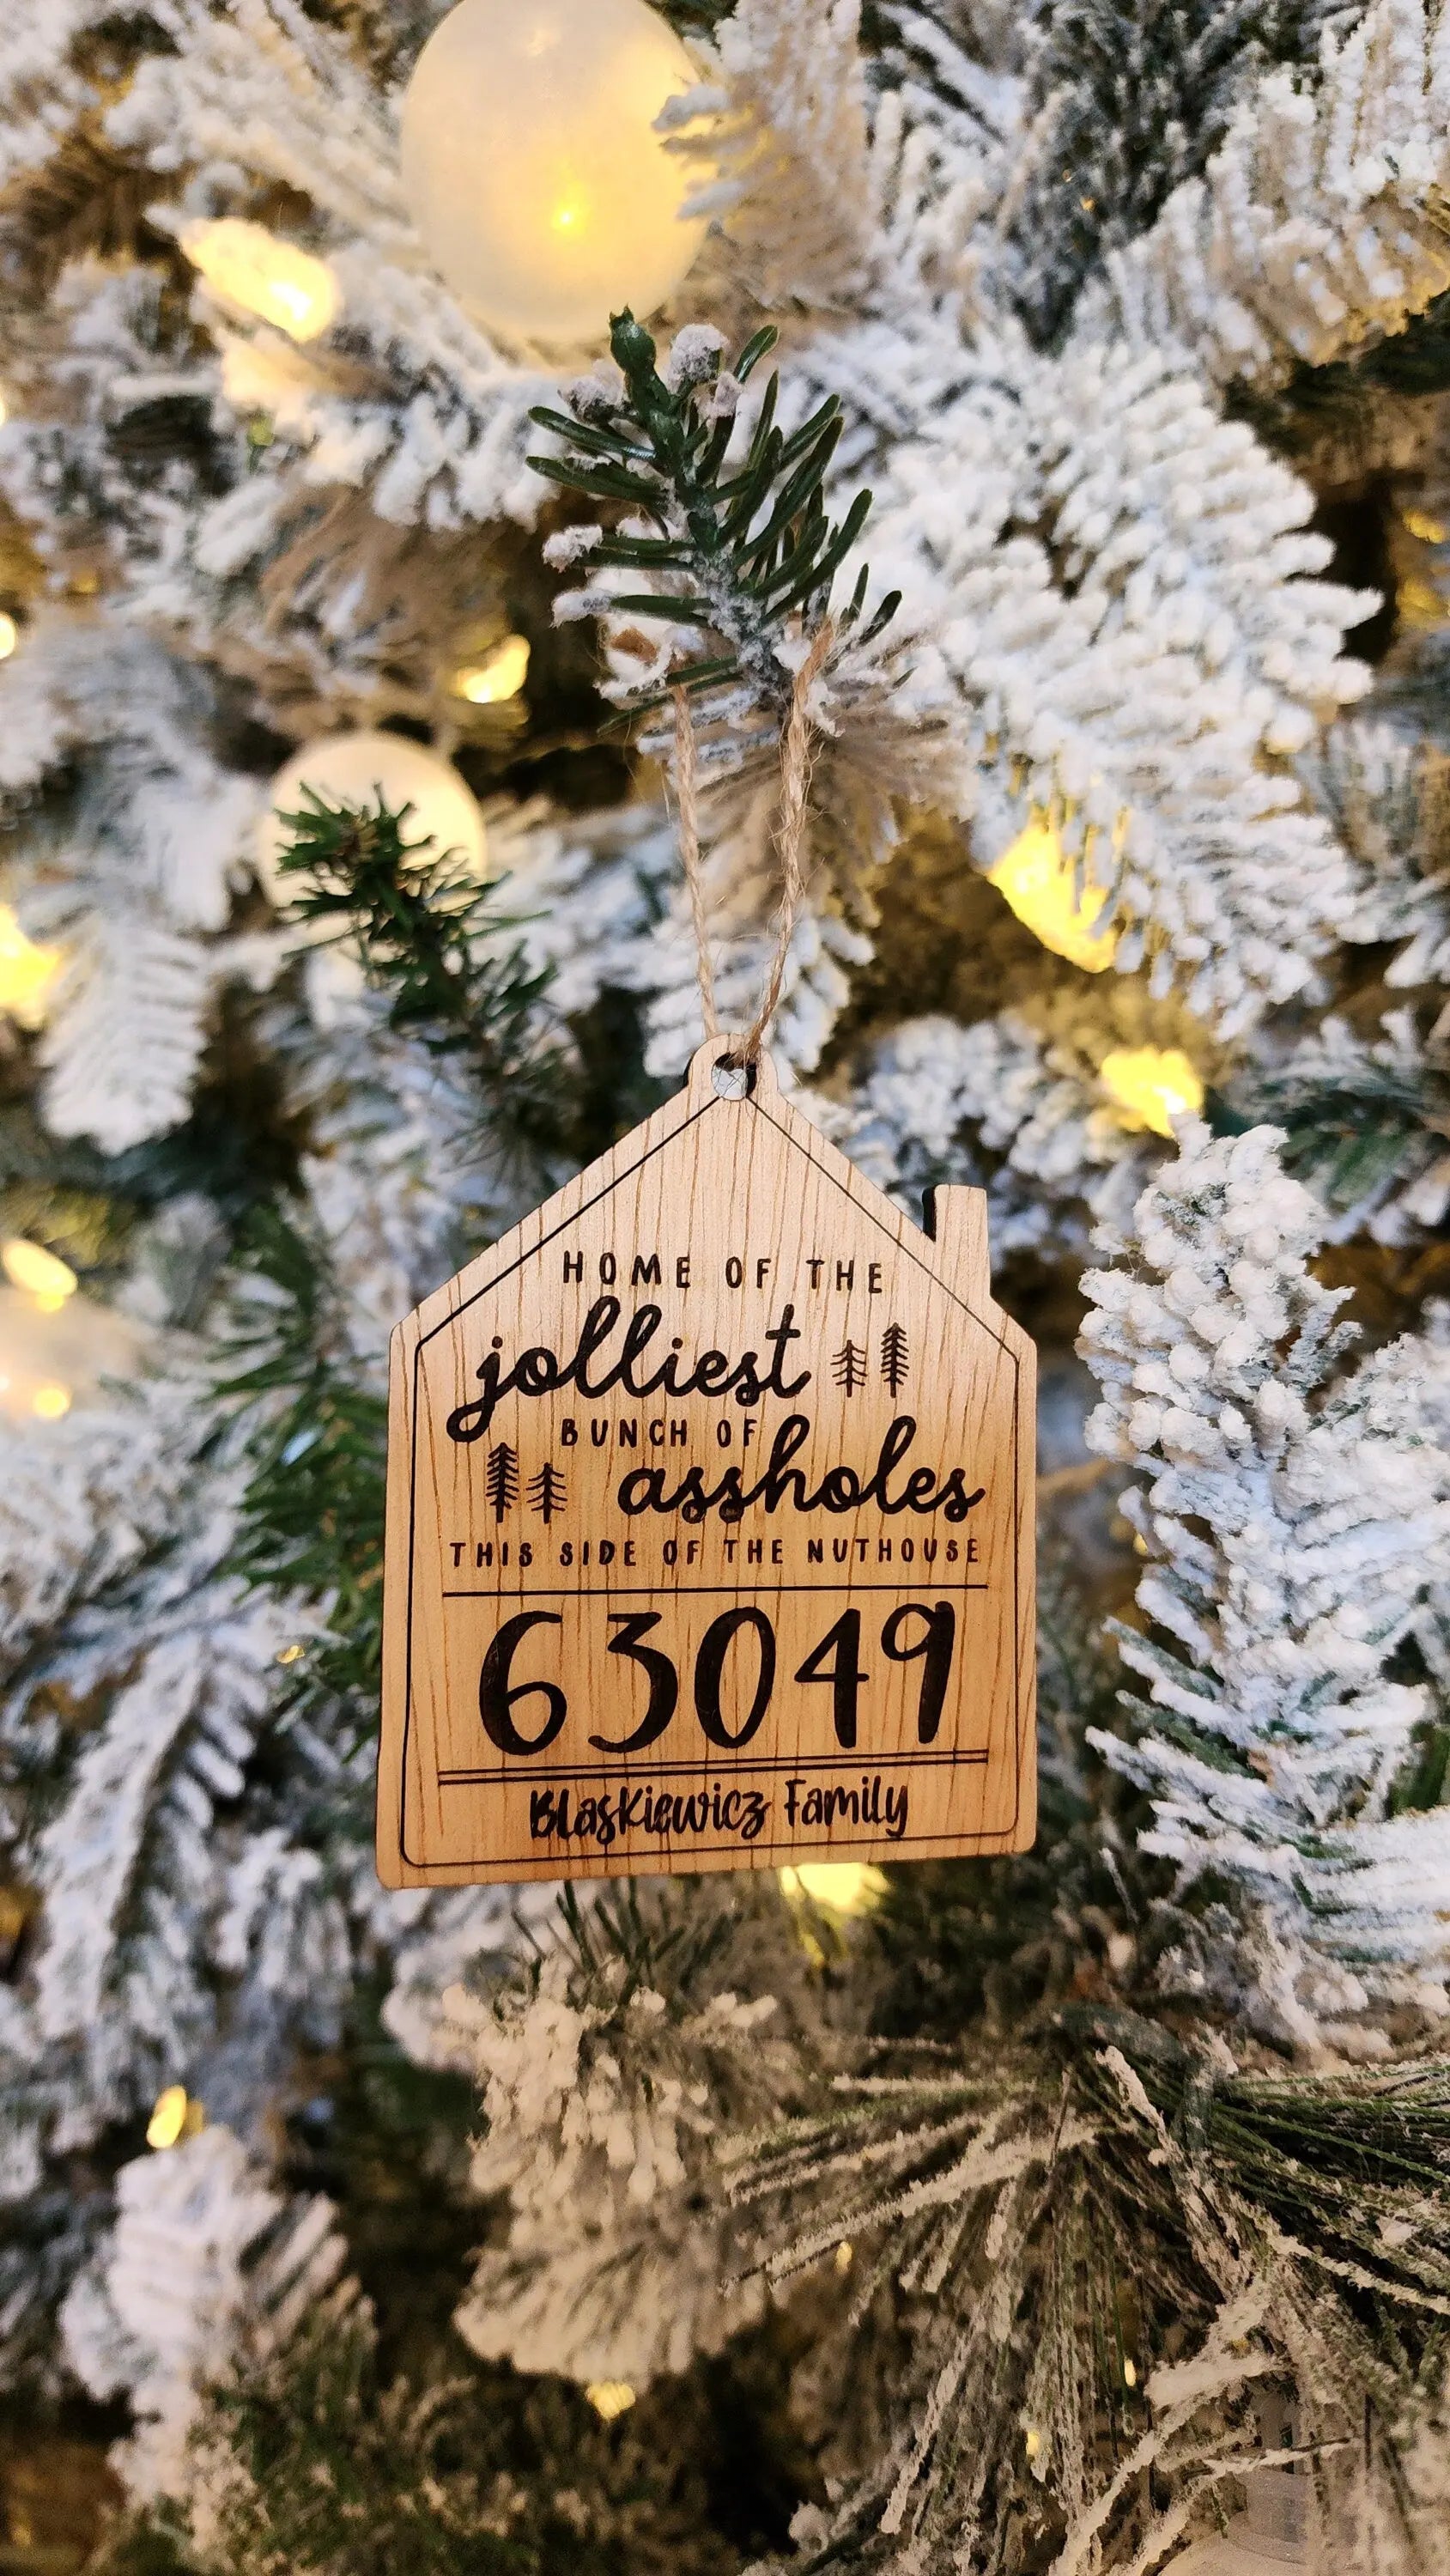 HOME OF THE
jolliest
BUNCH OF
assholes
THIS SIDE OF THE NUTHOUSE
63049
Blaskiewicz Family